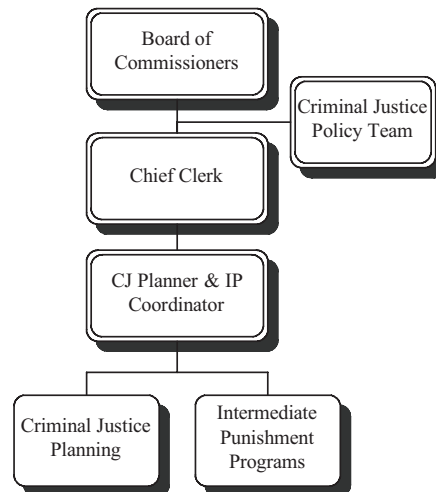 Board of
Commissioners
Criminal Justice
Policy Team
Chief Clerk
CJ Planner & IP
Coordinator
Criminal Justice
Planning
Intermediate
Punishment
Programs